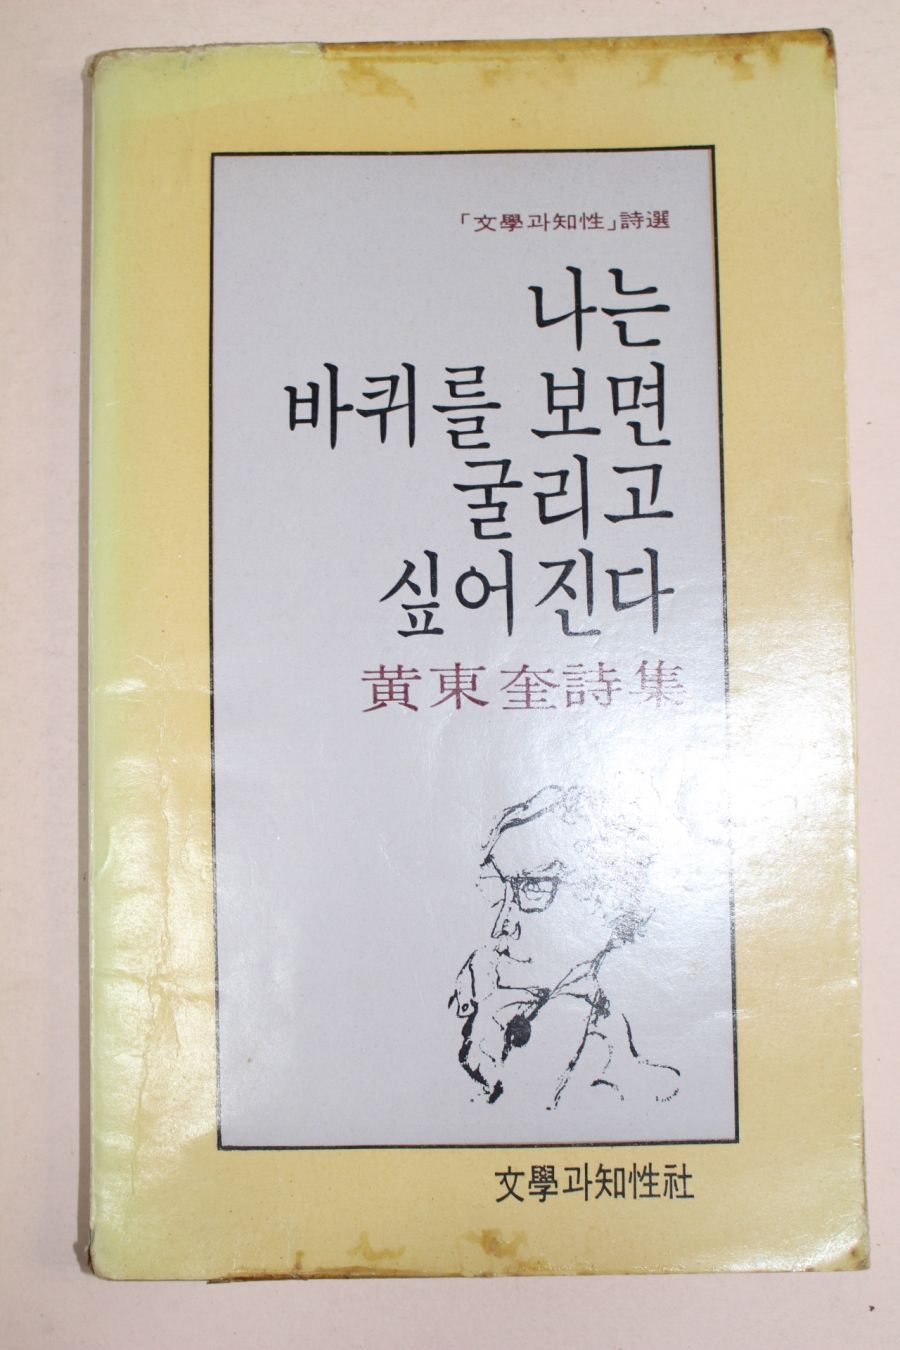 「文學과知性」詩選
나는
바퀴를 보면
굴리고
싶어진다
黄東奎詩集
文學과知性社